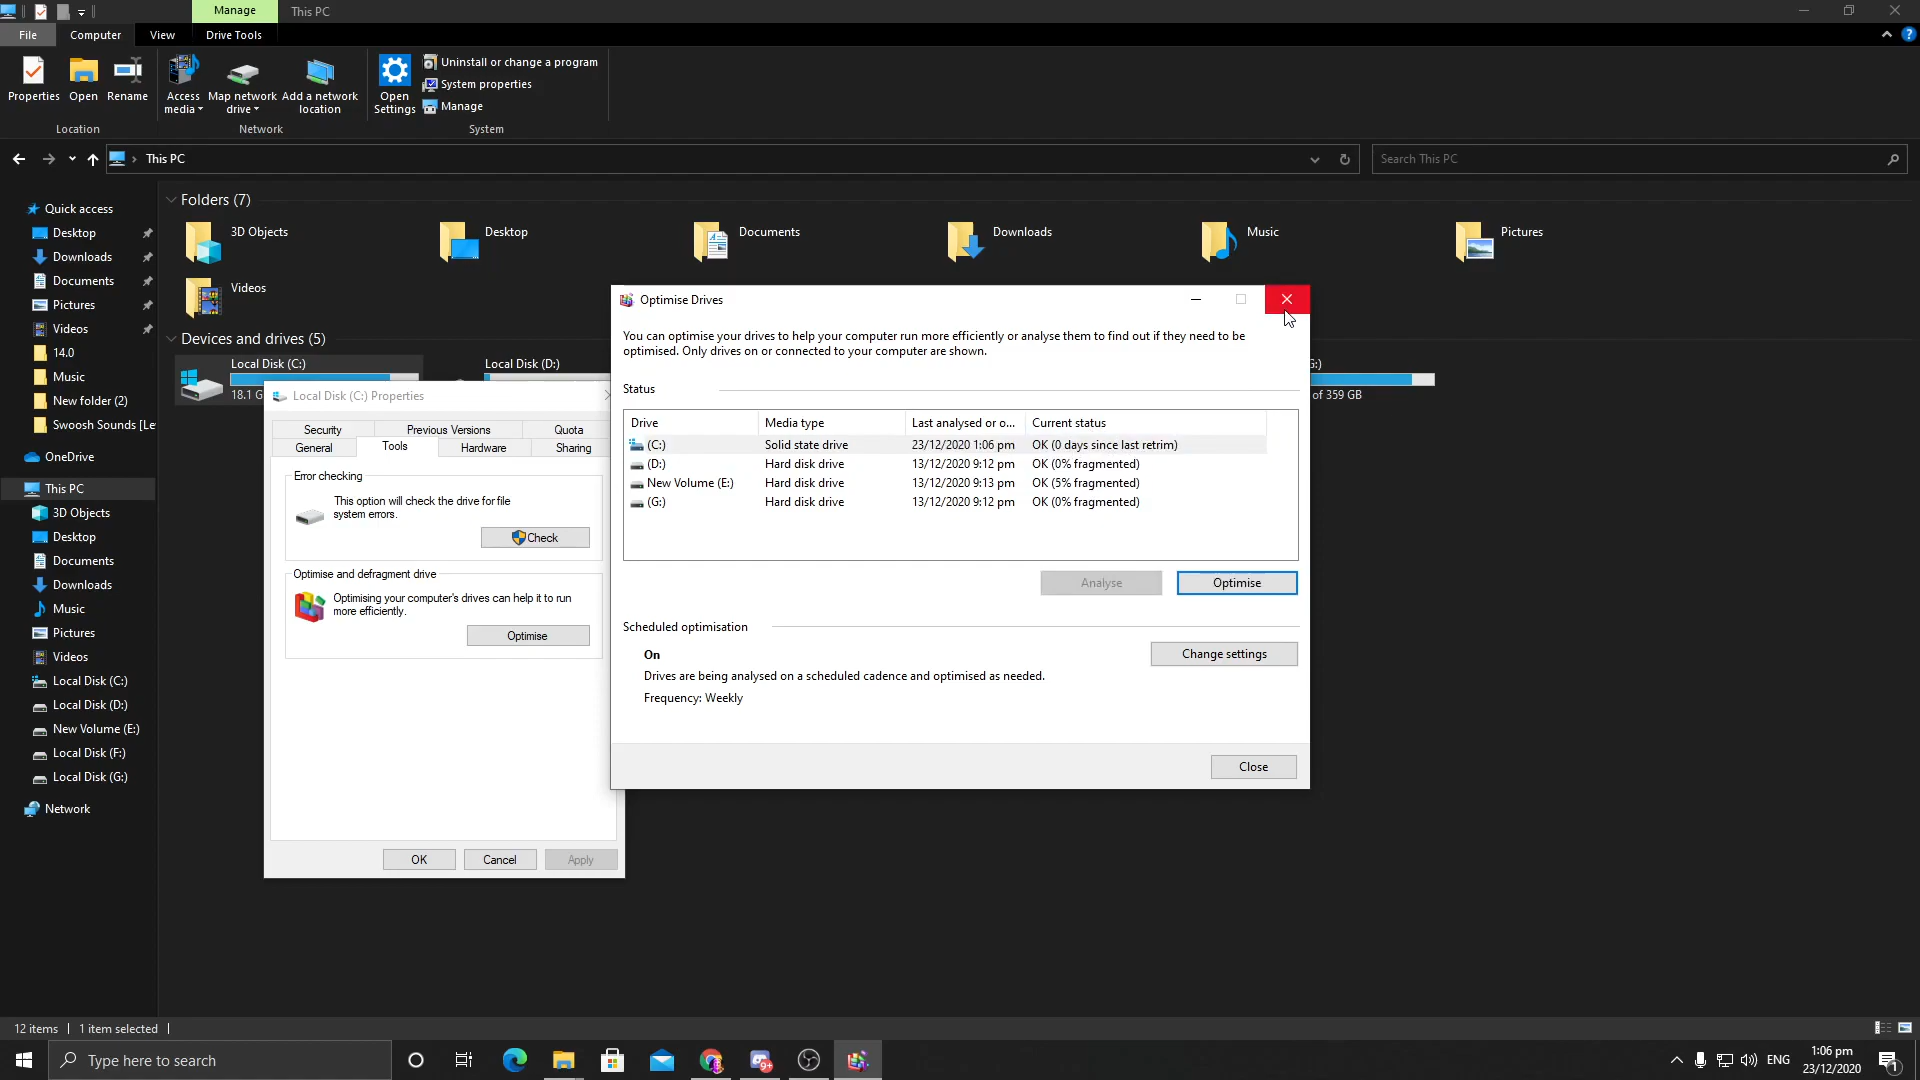 Manage
This PC
File
Computer
View
Drive Tools
Properties
Open
Rename
Access media
Map network drive
Add a network location
Open Settings
Uninstall or change a program
System properties
Manage
Location
Network
System
This PC
Search This PC
Quick access
Desktop
Downloads
Documents
Pictures
Videos
14.0
Music
New folder (2)
Swoosh Sounds [Le
OneDrive
This PC
3D Objects
Desktop
Documents
Downloads
Music
Pictures
Videos
Local Disk (C:)
Local Disk (D:)
New Volume (E:)
Local Disk (F:)
Local Disk (G:)
Network
Folders (7)
3D Objects
Desktop
Documents
Downloads
Music
Pictures
Videos
Devices and drives (5)
Local Disk (C:)
18.1 G
Local Disk (D:)
G:)
of 359 GB
Local Disk (C:) Properties
Security
Previous Versions
Quota
General
Tools
Hardware
Sharing
Error checking
This option will check the drive for file
system errors.
Check
Optimise and defragment drive
Optimising your computer's drives can help it to run
more efficiently.
Optimise
OK
Cancel
Apply
Optimise Drives
You can optimise your drives to help your computer run more efficiently or analyse them to find out if they need to be
optimised. Only drives on or connected to your computer are shown.
Status
Drive Media type Last analysed or o... Current status
(C:) Solid state drive 23/12/2020 1:06 pm OK (0 days since last retrim)
(D:) Hard disk drive 13/12/2020 9:12 pm OK (0% fragmented)
New Volume (E:) Hard disk drive 13/12/2020 9:13 pm OK (5% fragmented)
(G:) Hard disk drive 13/12/2020 9:12 pm OK (0% fragmented)
Analyse
Optimise
Scheduled optimisation
On
Change settings
Drives are being analysed on a scheduled cadence and optimised as needed.
Frequency: Weekly
Close
12 items
1 item selected
Type here to search
9+
ENG
1:06 pm
23/12/2020
1